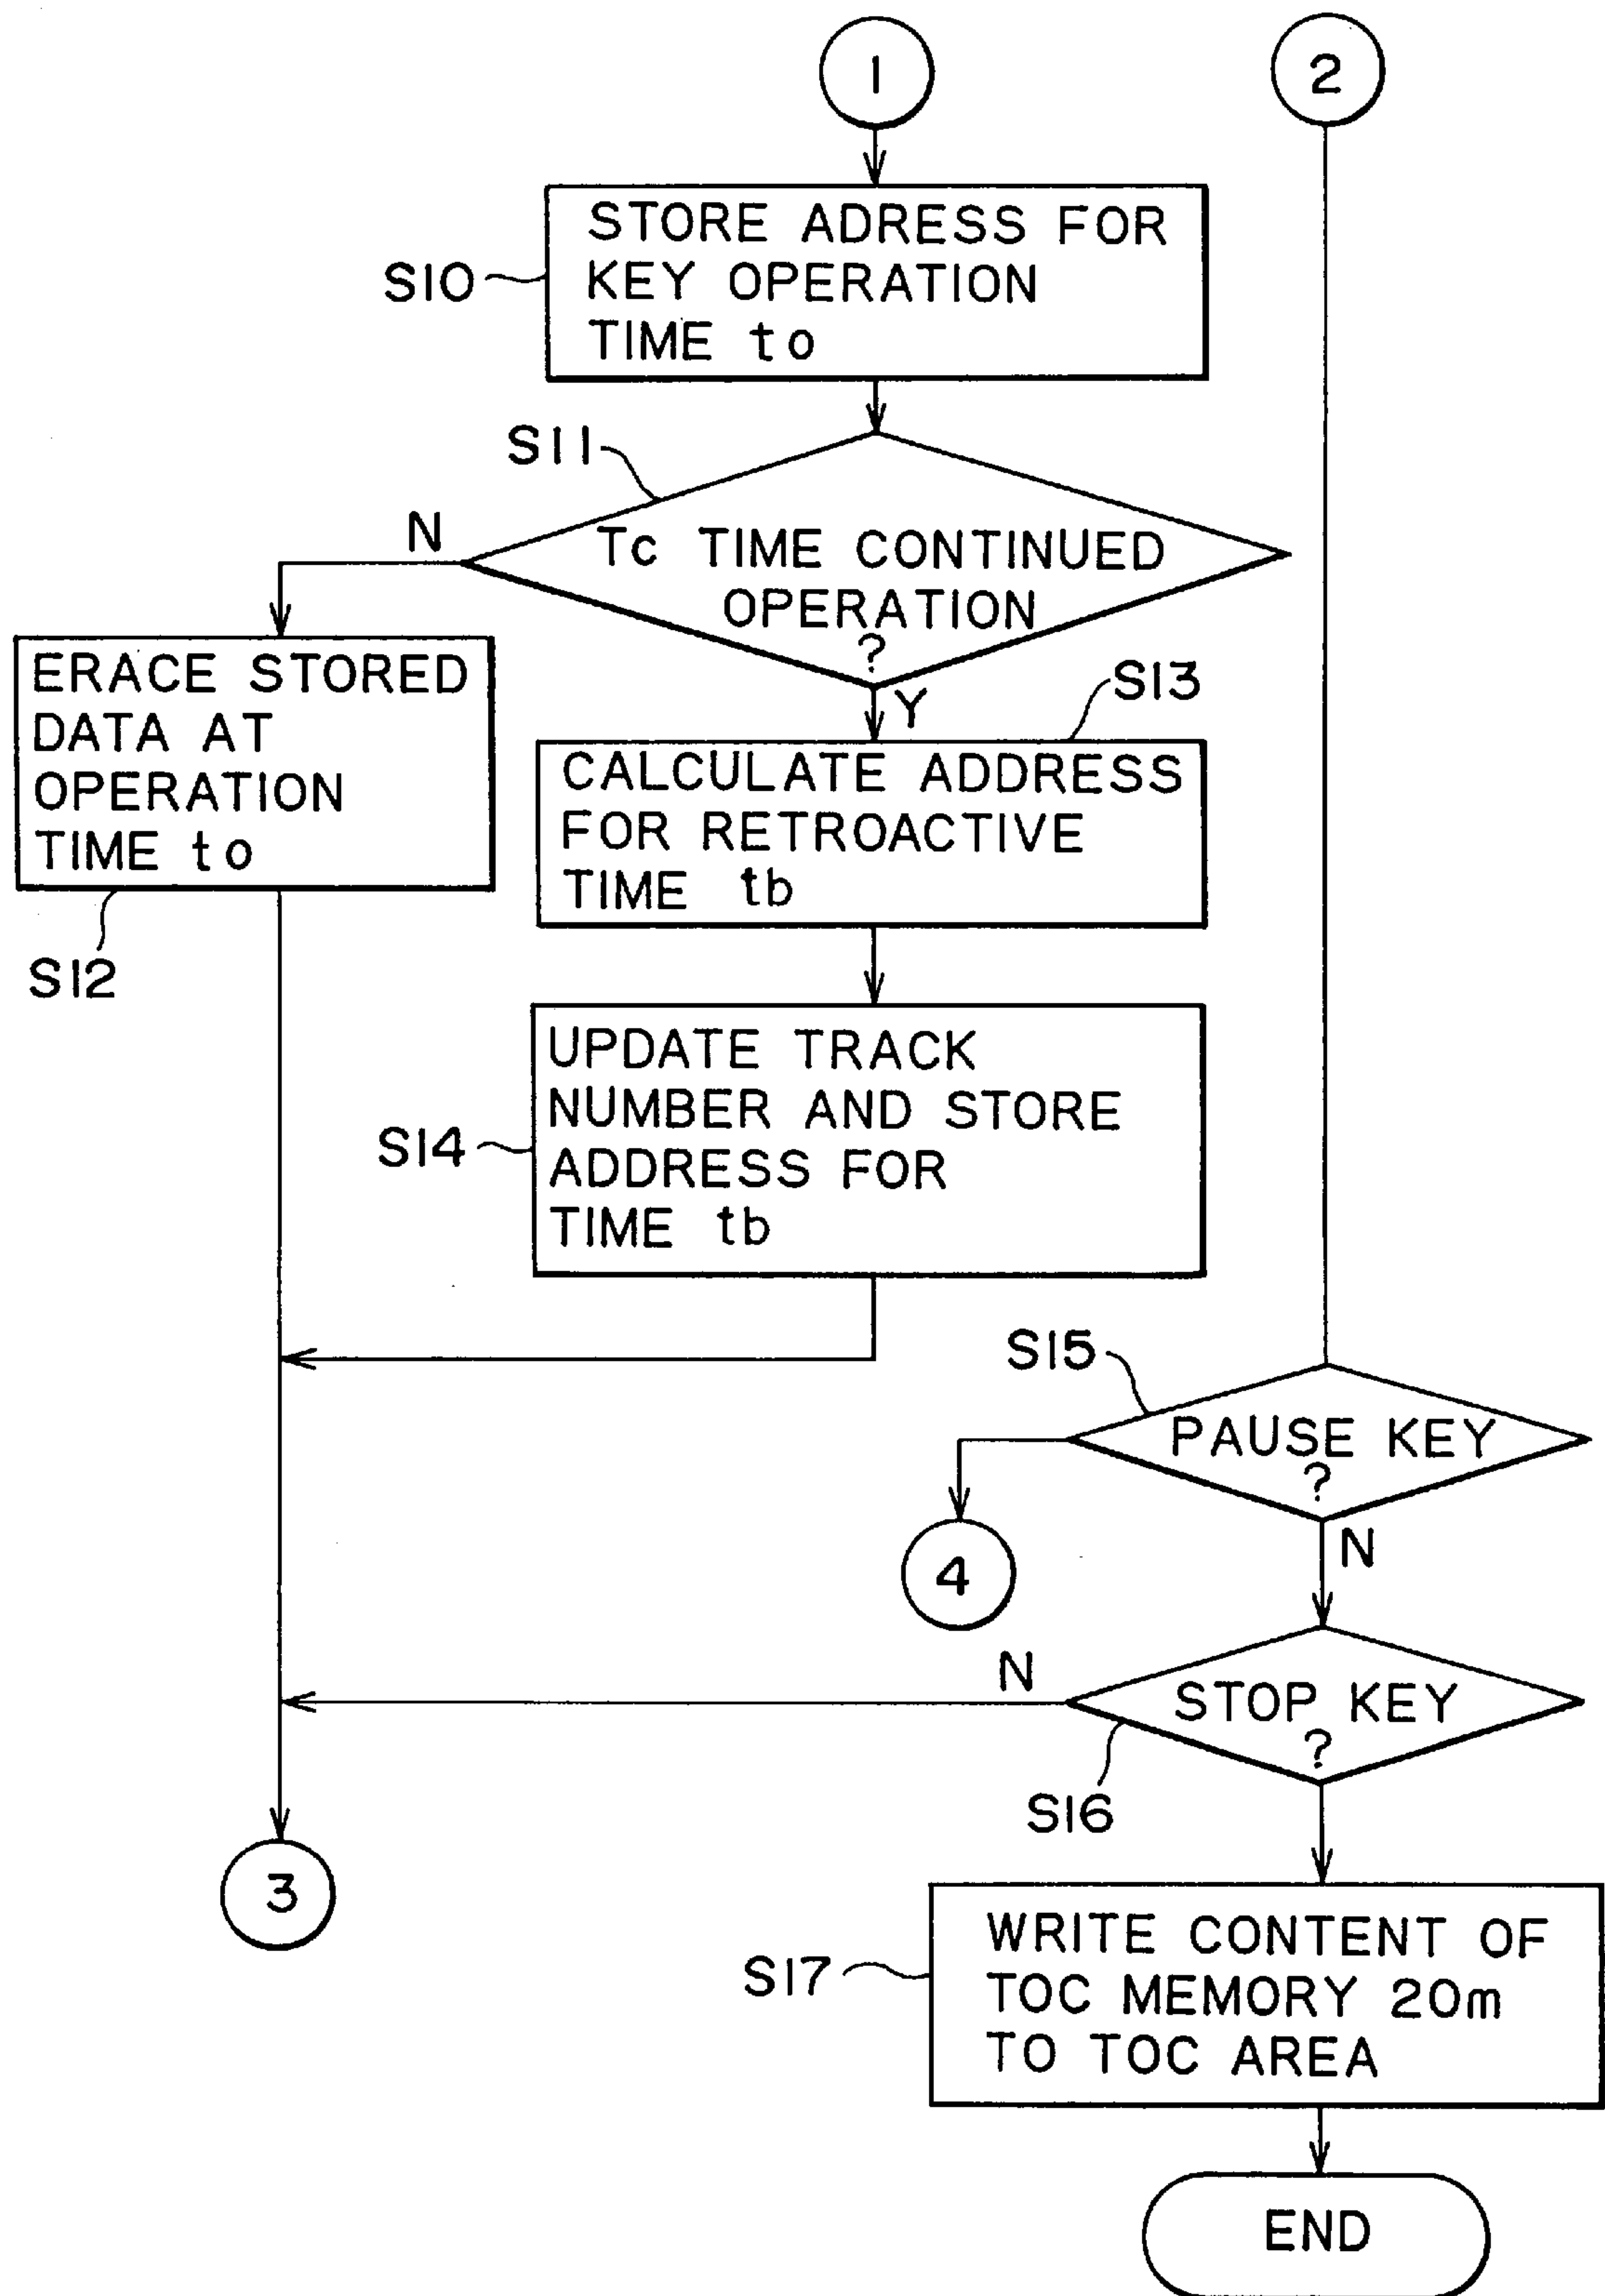 1
2
STORE ADRESS FOR
KEY OPERATION
TIME to
S10
S11
Tc TIME CONTINUED
OPERATION
?
N
Y
ERACE STORED
DATA AT
OPERATION
TIME to
S12
S13
CALCULATE ADDRESS
FOR RETROACTIVE
TIME tb
UPDATE TRACK
NUMBER AND STORE
ADDRESS FOR
TIME tb
S14
S15
PAUSE KEY
?
N
4
STOP KEY
?
N
S16
3
WRITE CONTENT OF
TOC MEMORY 20m
TO TOC AREA
S17
END